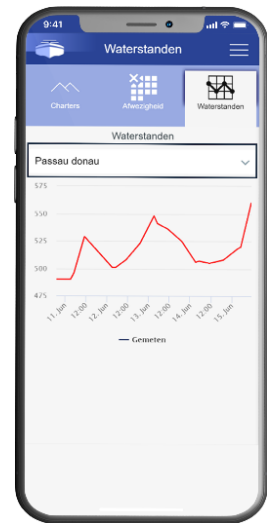 9:41
Waterstanden
Charters
Afwezigheid
Waterstanden
Waterstanden
Passau donau
575
550
525
500
475
11. Jun
12:00
12. Jun
12:00
13. Jun
12:00
14. Jun
12:00
15. Jun
Gemeten